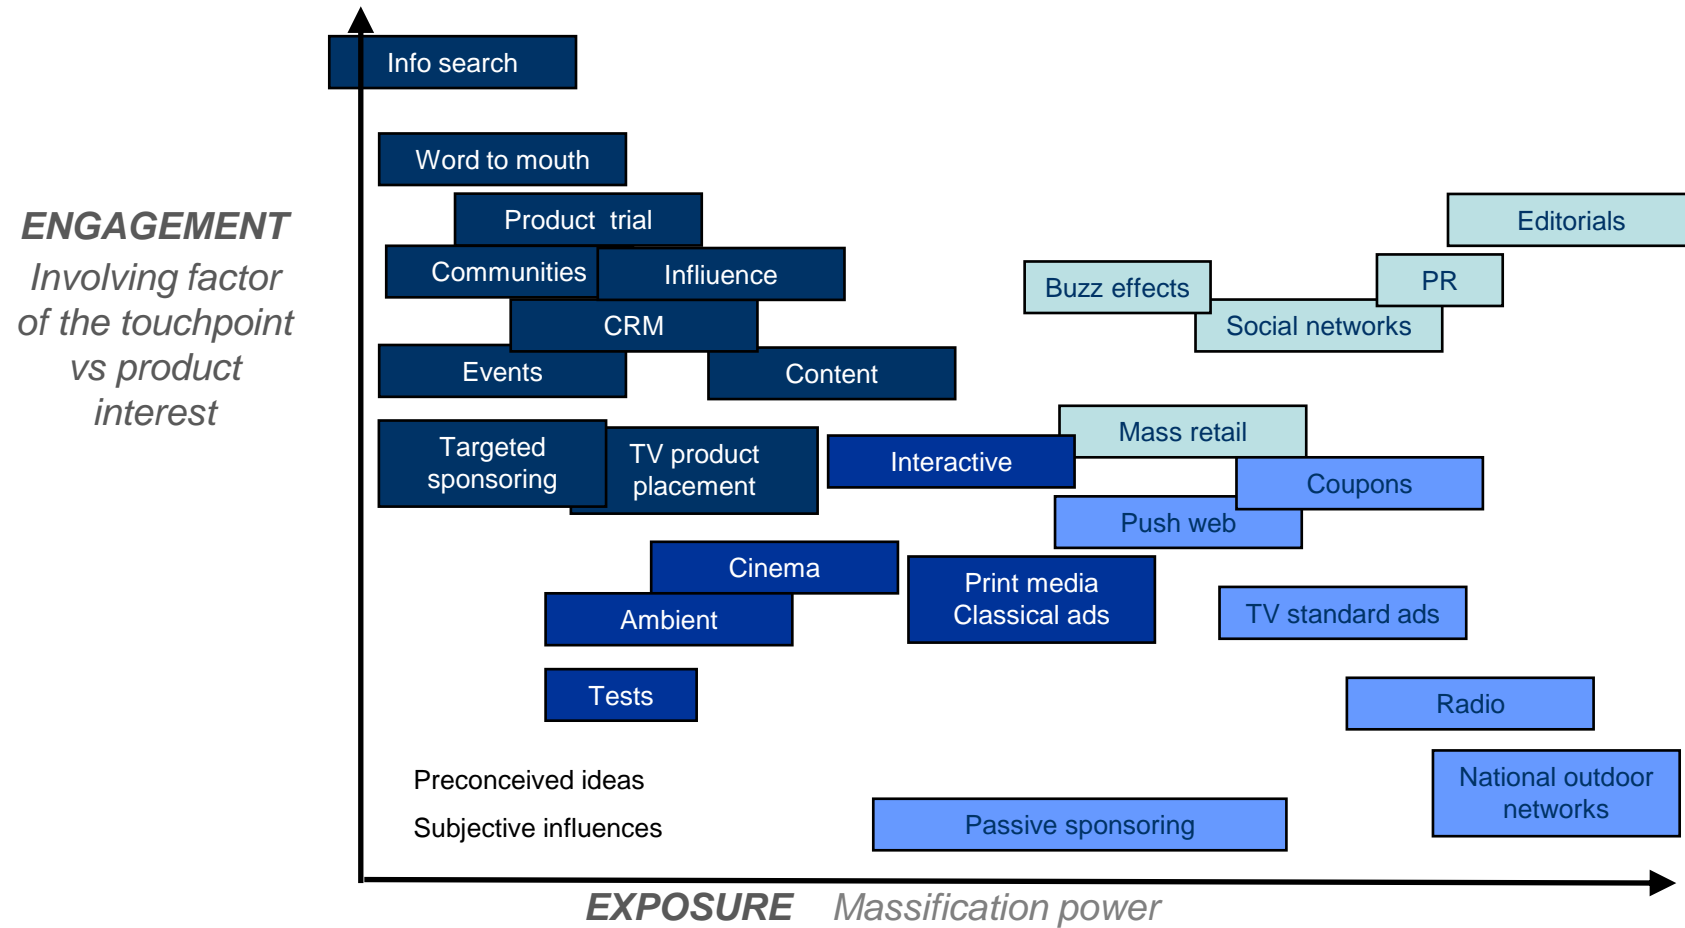 Info search
Word to mouth
Product trial
Editorials
ENGAGEMENT
Involving factor
of the touchpoint
vs product
interest
Communities
Infliuence
Buzz effects
PR
CRM
Social networks
Events
Content
Targeted
sponsoring
TV product
placement
Interactive
Mass retail
Coupons
Push web
Cinema
Print media
Classical ads
Ambient
TV standard ads
Tests
Radio
Preconceived ideas
Subjective influences
Passive sponsoring
National outdoor
networks
EXPOSURE Massification power